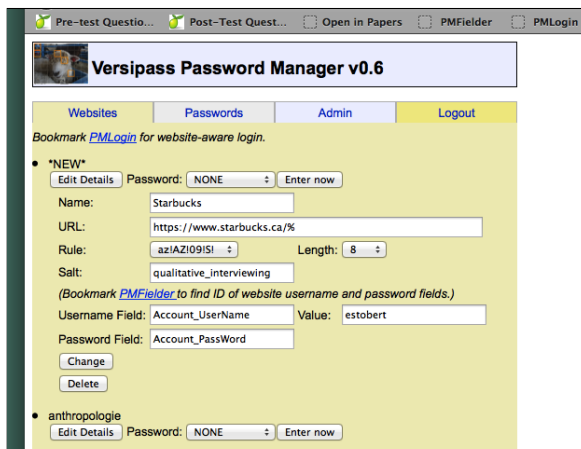 Pre-test Questio... Post-Test Quest... Open in Papers PMFielder PMLogin
Versipass Password Manager v0.6
Websites Passwords Admin Logout
Bookmark PMLogin for website-aware login.
*NEW*
Edit Details Password: NONE Enter now
Name: Starbucks
URL: https://www.starbucks.ca/%
Rule: az!AZ!09!S! Length: 8
Salt: qualitative_interviewing
(Bookmark PMFielder to find ID of website username and password fields.)
Username Field: Account_UserName Value: estobert
Password Field: Account_PassWord
Change
Delete
anthropologie
Edit Details Password: NONE Enter now